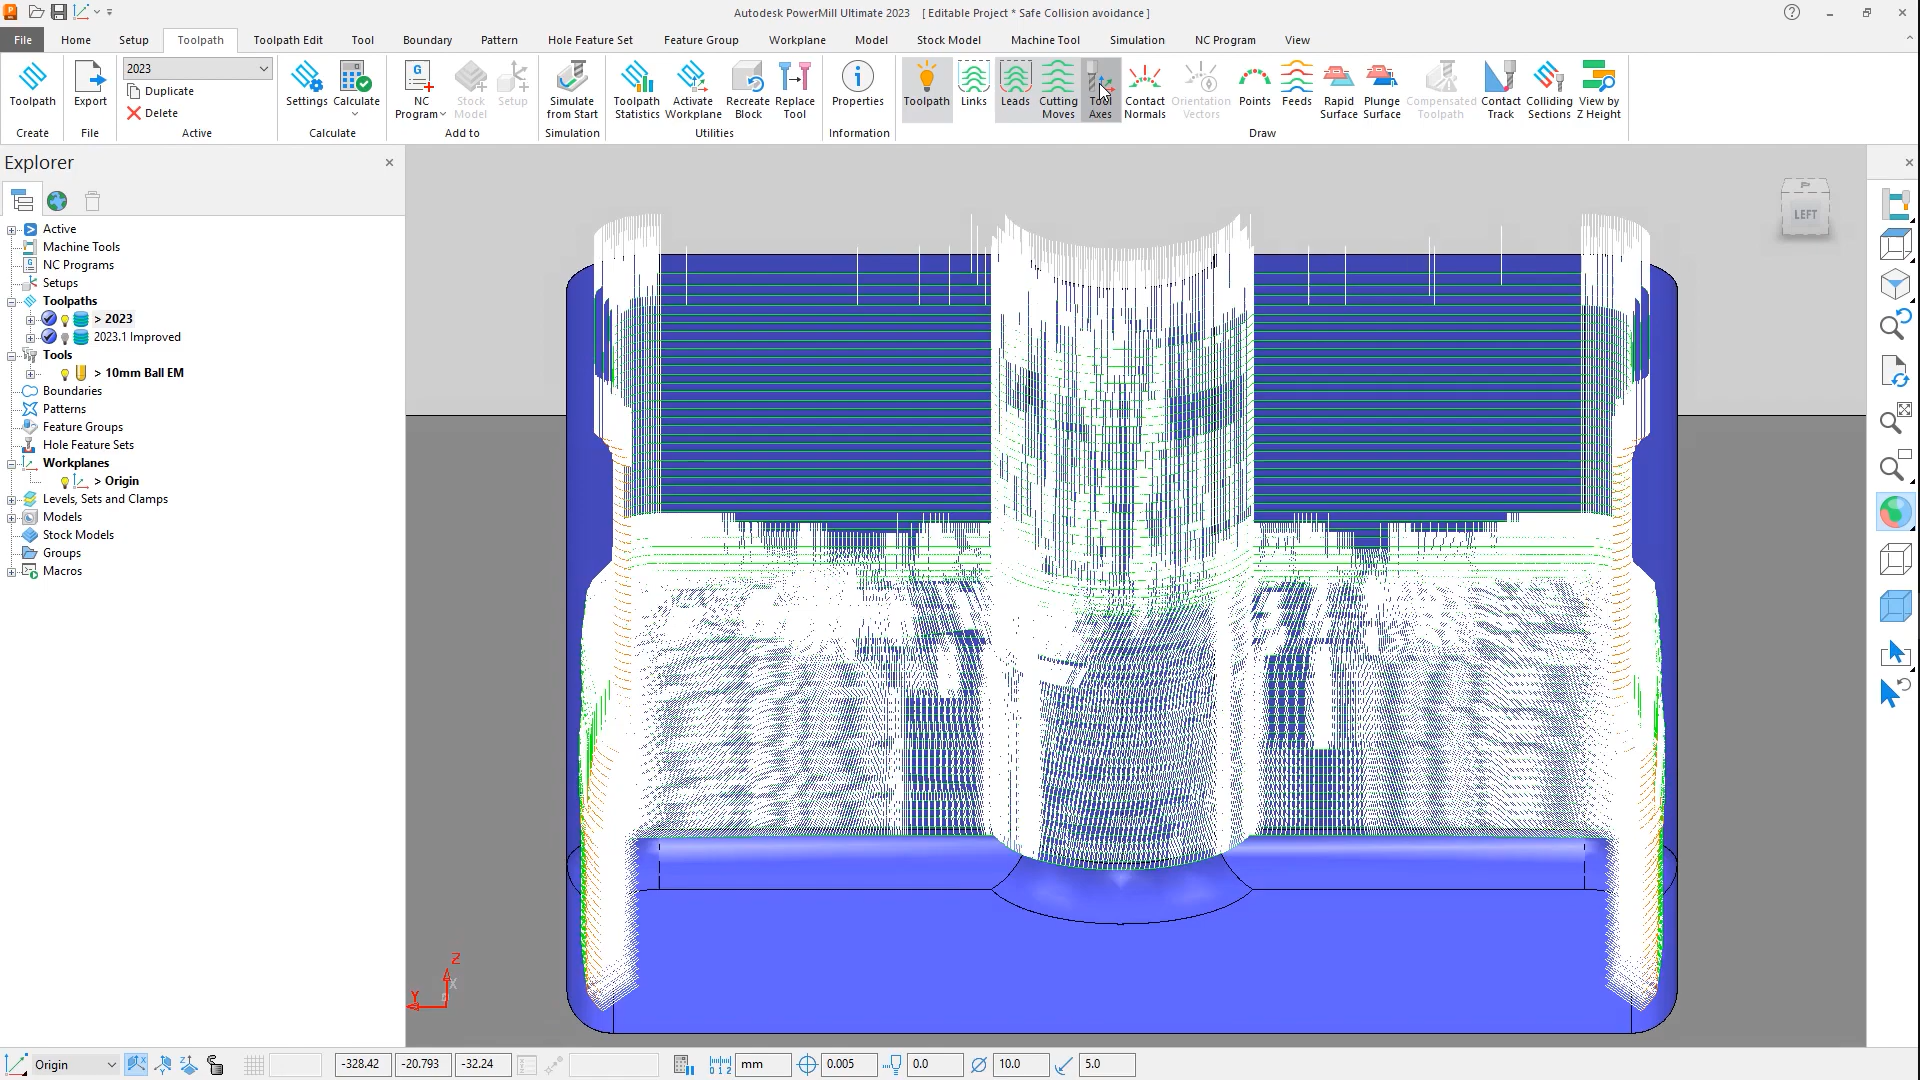 Autodesk PowerMill Ultimate 2023 [ Editable Project * Safe Collision avoidance ]
File Home Setup Toolpath Toolpath Edit Tool Boundary Pattern Hole Feature Set Feature Group Workplane Model Stock Model Machine Tool Simulation NC Program View
2023
Duplicate
Delete
Toolpath
Export
Settings
Calculate
NC Program
Stock Model
Setup
Simulate from Start
Toolpath Statistics
Activate Workplane
Recreate Block
Replace Tool
Properties
Toolpath
Links
Leads
Cutting Moves
Tool Axes
Contact Normals
Orientation Vectors
Points
Feeds
Rapid Surface
Plunge Surface
Compensated Toolpath
Contact Track
Colliding Sections
View by Z Height
Create File Active Calculate Add to Simulation Utilities Information Draw
Explorer
Active
Machine Tools
NC Programs
Setups
Toolpaths
> 2023
2023.1 Improved
Tools
> 10mm Ball EM
Boundaries
Patterns
Feature Groups
Hole Feature Sets
Workplanes
> Origin
Levels, Sets and Clamps
Models
Stock Models
Groups
Macros
LEFT
Z
X
Y
Origin -328.42 -20.793 -32.24 mm 0.005 0.0 10.0 5.0